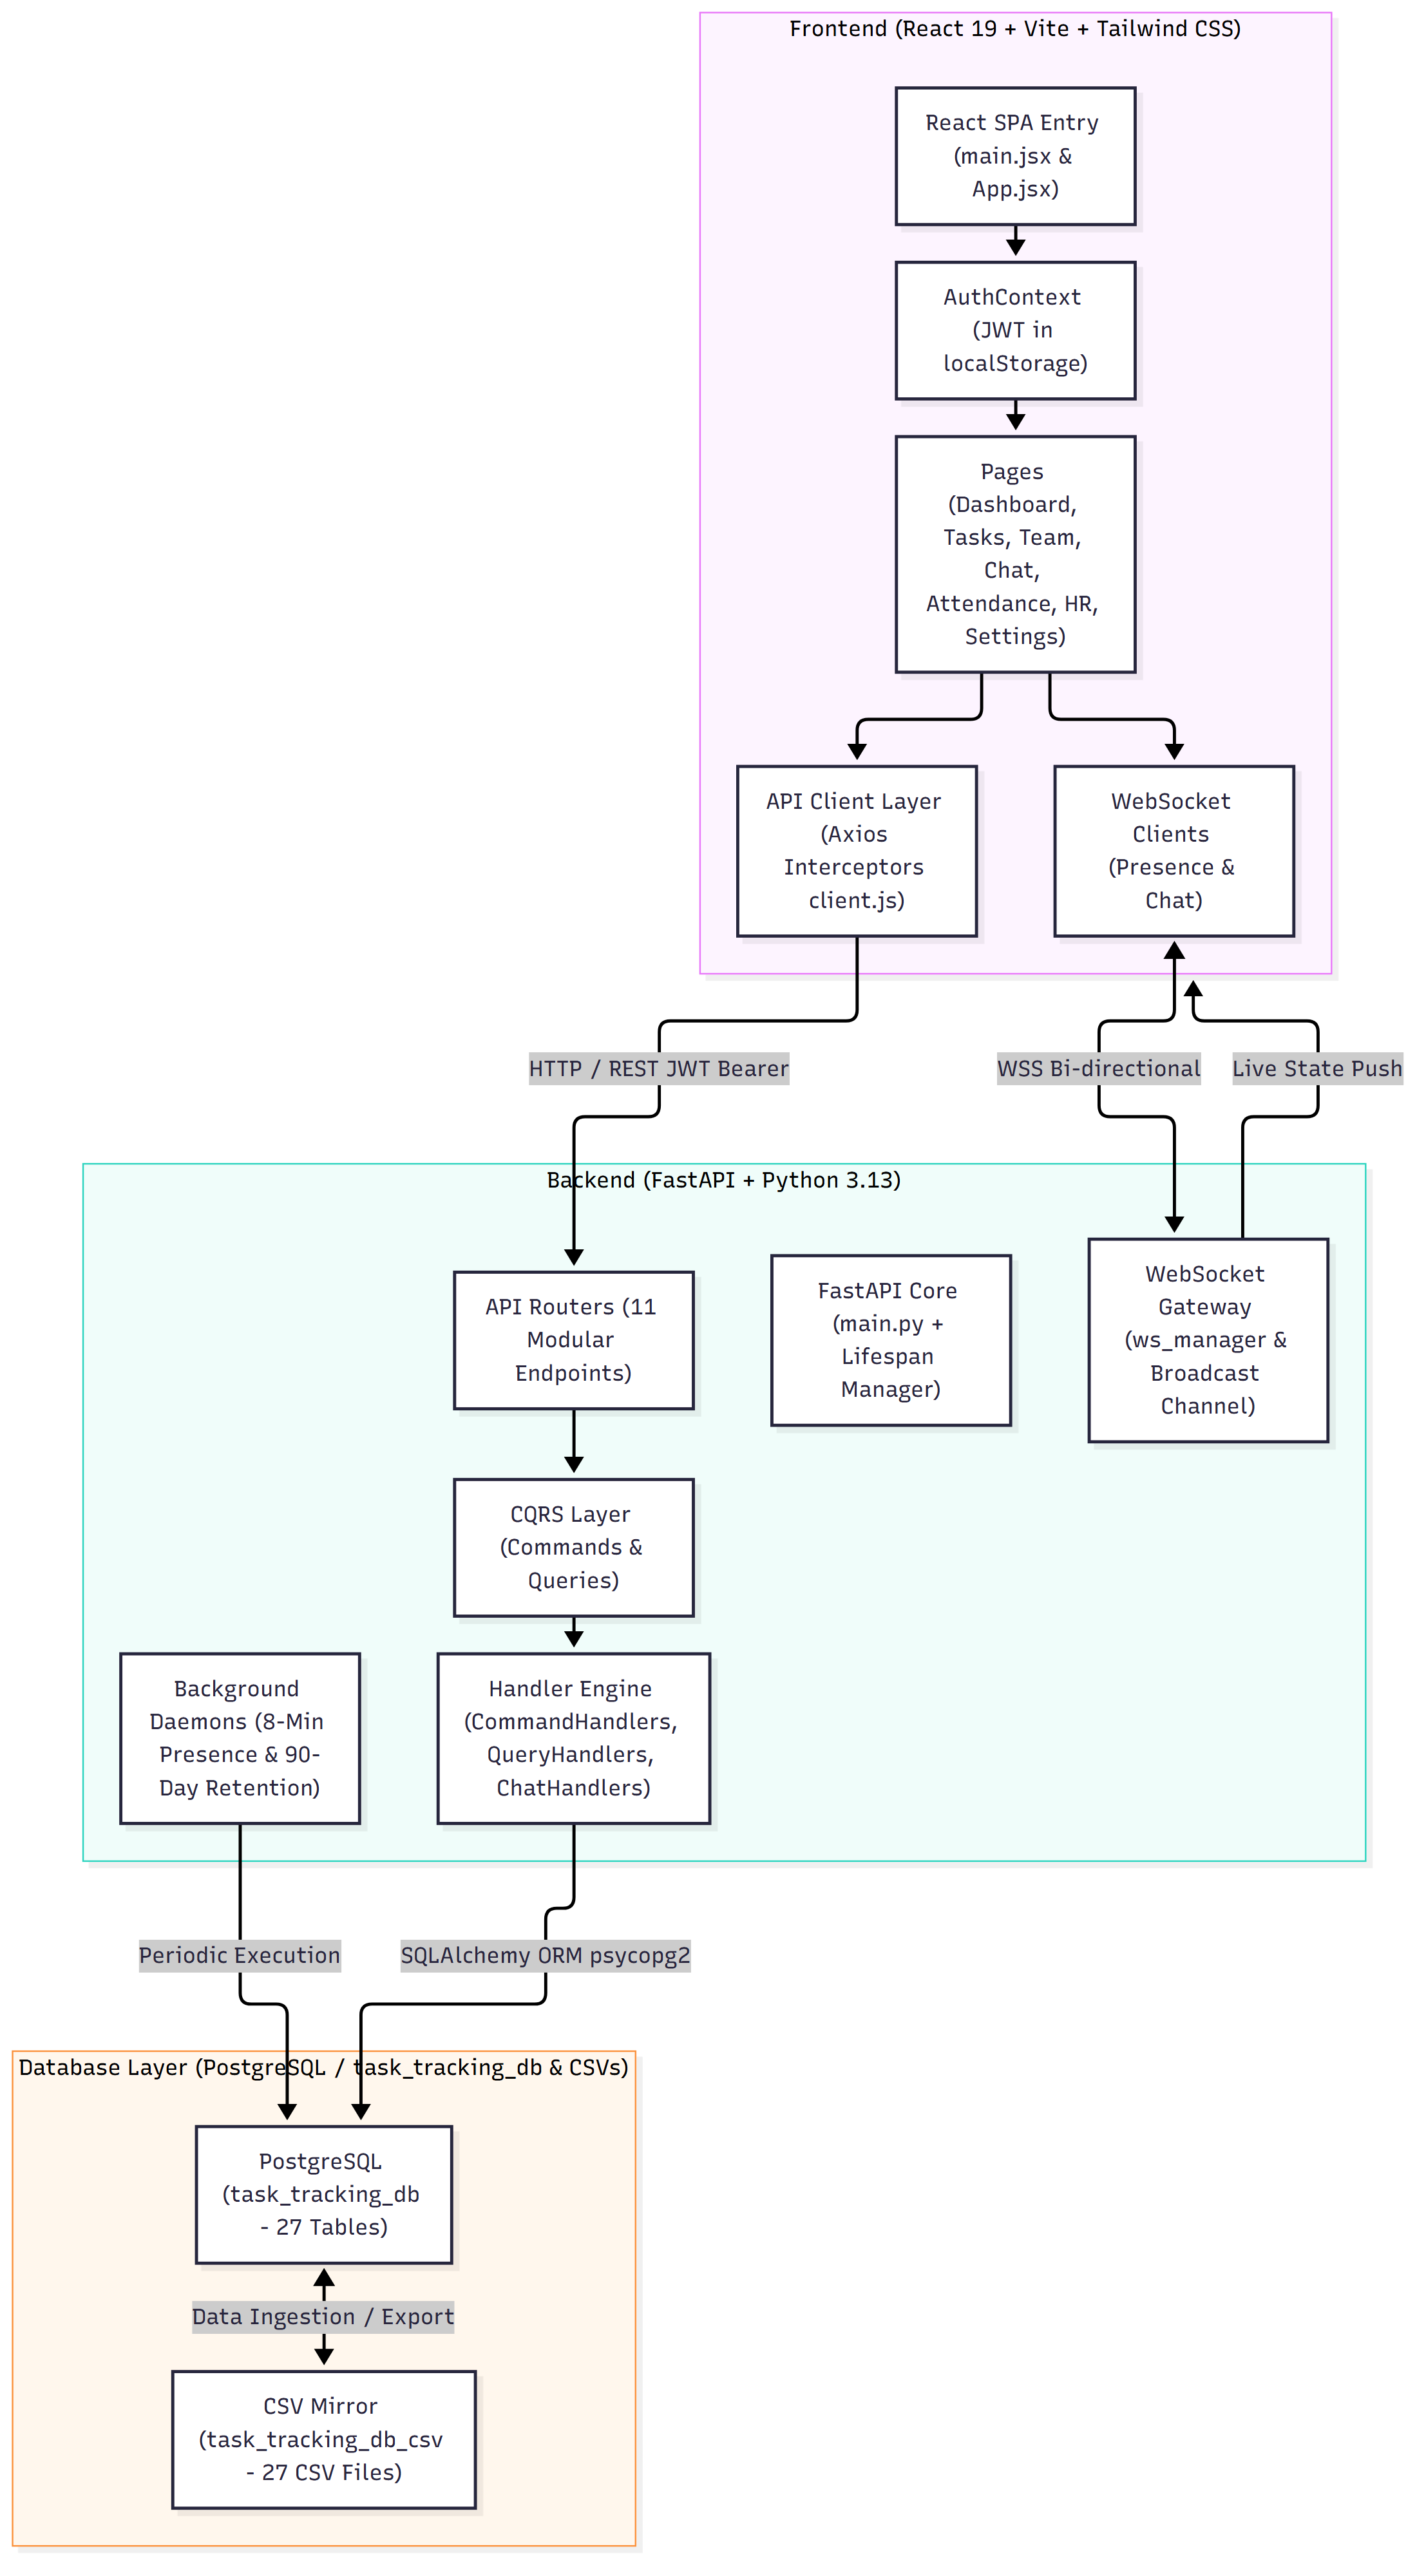 Frontend (React 19 + Vite + Tailwind CSS)
React SPA Entry
(main.jsx &
App.jsx)
AuthContext
(JWT in
localStorage)
Pages
(Dashboard,
Tasks, Team,
Chat,
Attendance, HR,
Settings)
API Client Layer
(Axios
Interceptors
client.js)
WebSocket
Clients
(Presence &
Chat)
HTTP / REST JWT Bearer
WSS Bi-directional
Live State Push
Backend (FastAPI + Python 3.13)
API Routers (11
Modular
Endpoints)
FastAPI Core
(main.py +
Lifespan
Manager)
WebSocket
Gateway
(ws_manager &
Broadcast
Channel)
CQRS Layer
(Commands &
Queries)
Background
Daemons (8-Min
Presence & 90-
Day Retention)
Handler Engine
(CommandHandlers,
QueryHandlers,
ChatHandlers)
Periodic Execution
SQLAlchemy ORM psycopg2
Database Layer (PostgreSQL / task_tracking_db & CSVs)
PostgreSQL
(task_tracking_db
- 27 Tables)
Data Ingestion / Export
CSV Mirror
(task_tracking_db_csv
- 27 CSV Files)